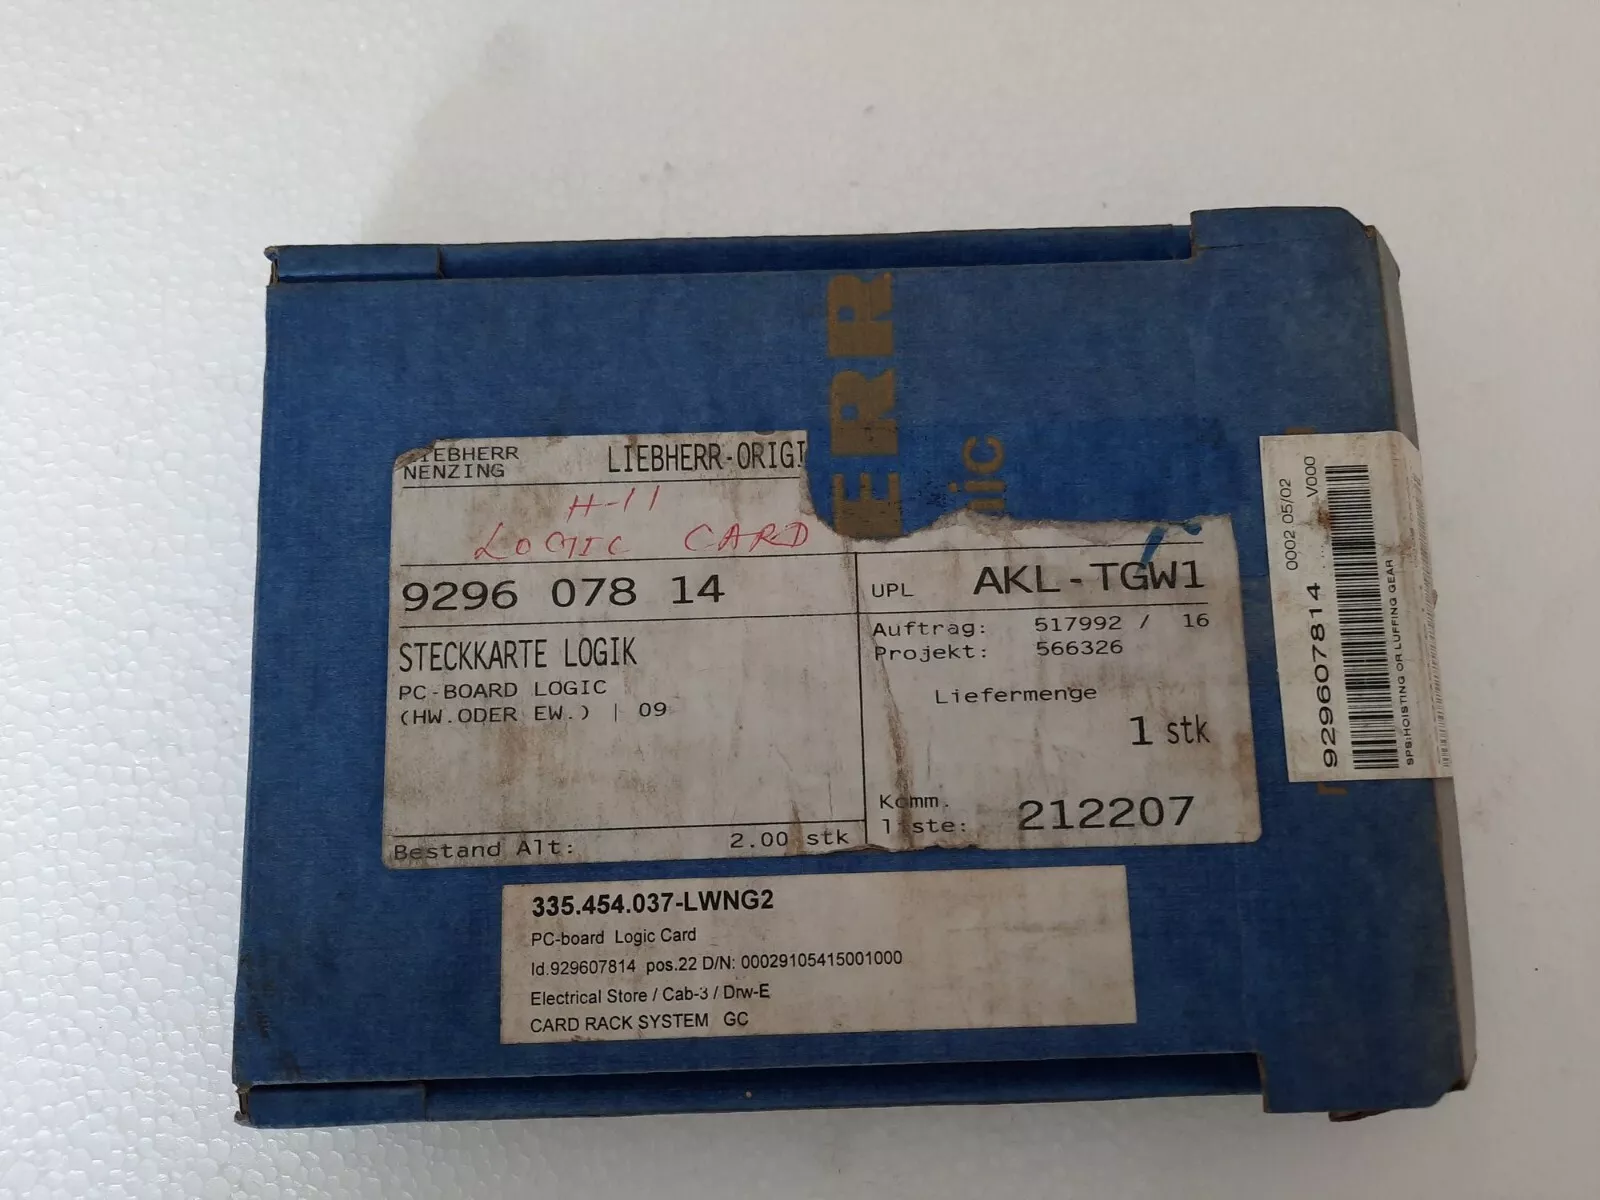 ERR
nic
LIEBHERR
NENZING
LIEBHERR-ORIGI
H-11
LOGIC CARD
9296 078 14
STECKKARTE LOGIK
PC-BOARD LOGIC
(HW.ODER EW.) | 09
Bestand Alt: 2.00 stk
UPL AKL-TGW1
Auftrag: 517992 / 16
Projekt: 566326
Liefermenge
1 stk
Komm.
liste: 212207
335.454.037-LWNG2
PC-board Logic Card
Id.929607814 pos.22 D/N: 00029105415001000
Electrical Store / Cab-3 / Drw-E
CARD RACK SYSTEM GC
0002 05/02
V000
929607814
SPS:HOISTING OR LUFFING GEAR